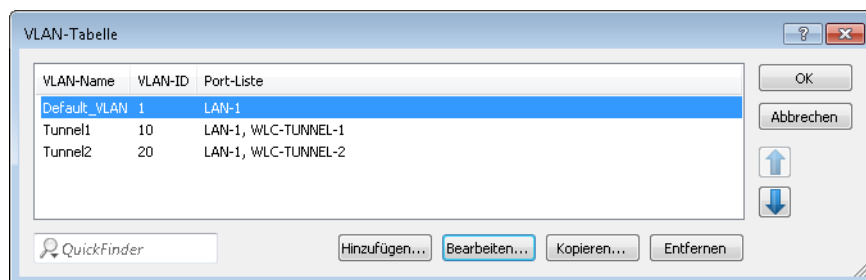 VLAN-Tabelle
VLAN-Name VLAN-ID Port-Liste
Default_VLAN 1 LAN-1
Tunnel1 10 LAN-1, WLC-TUNNEL-1
Tunnel2 20 LAN-1, WLC-TUNNEL-2
OK
Abbrechen
QuickFinder
Hinzufügen... Bearbeiten... Kopieren... Entfernen